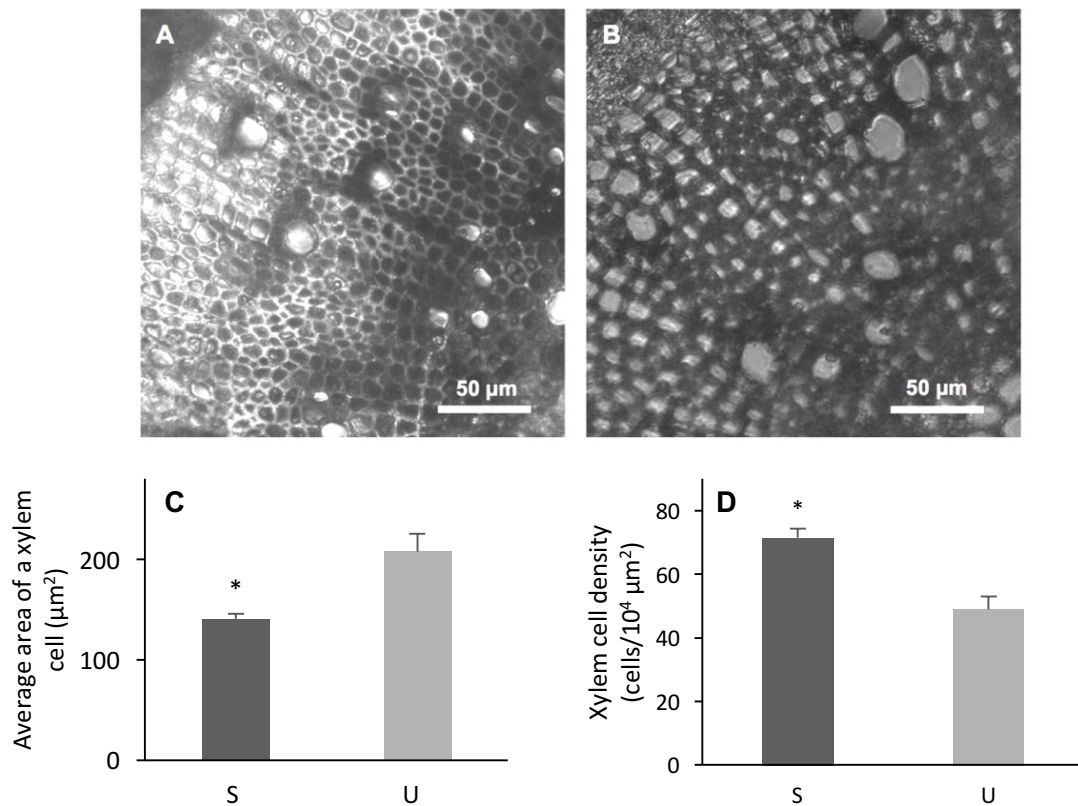 A
B
50 µm
50 µm
C
Average area of a xylem
cell (µm²)
200
100
0
*
S
U
D
Xylem cell density
(cells/10⁴ µm²)
80
60
40
20
0
*
S
U